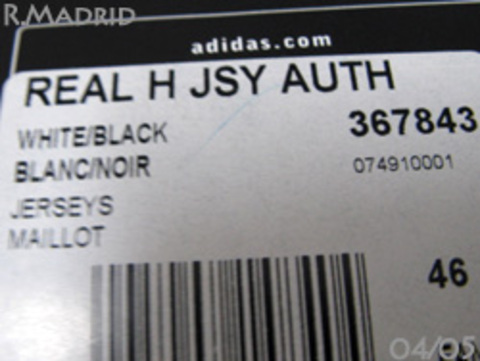 R.MADRID
adidas.com
REAL H JSY AUTH
WHITE/BLACK 367843
BLANC/NOIR 074910001
JERSEYS
MAILLOT
46
04/05